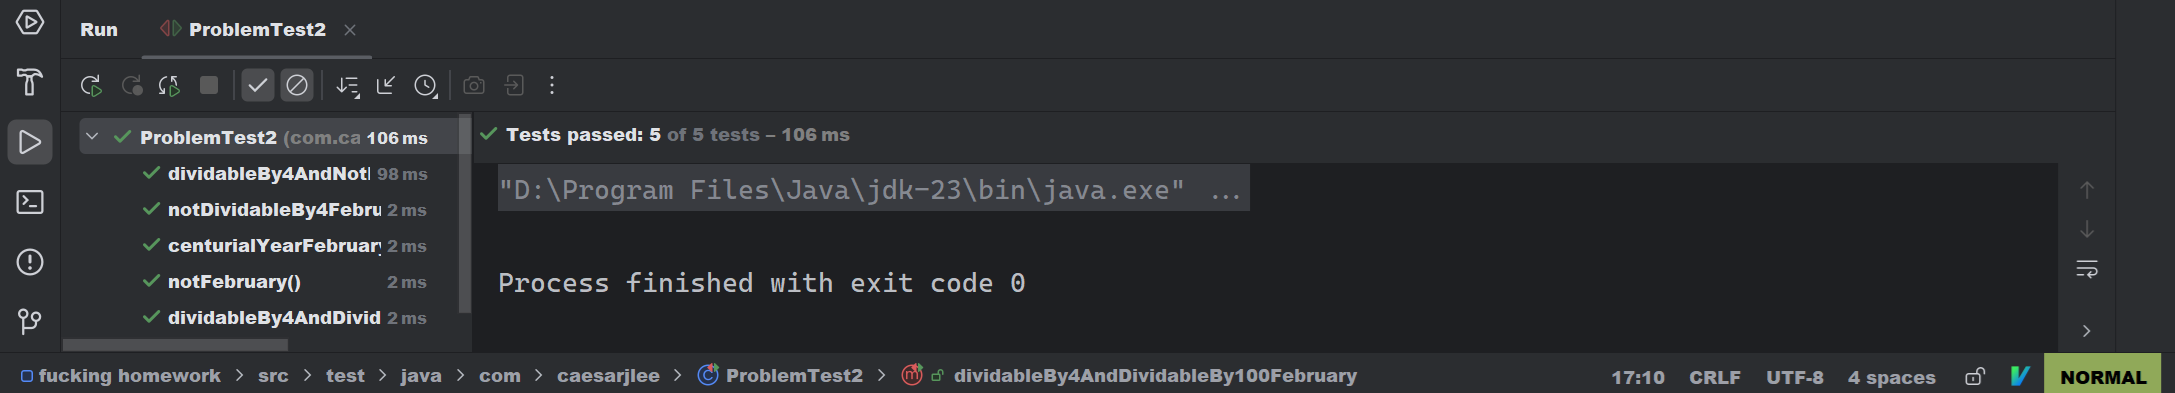 Run ProblemTest2
ProblemTest2 (com.ca 106 ms
Tests passed: 5 of 5 tests – 106 ms
dividableBy4AndNot 98 ms
notDividableBy4Febru 2 ms
centurialYearFebruary 2 ms
notFebruary() 2 ms
dividableBy4AndDivid 2 ms
"D:\Program Files\Java\jdk-23\bin\java.exe" ...
Process finished with exit code 0
fucking homework > src > test > java > com > caesarjlee > ProblemTest2 > dividableBy4AndDividableBy100February
17:10 CRLF UTF-8 4 spaces NORMAL